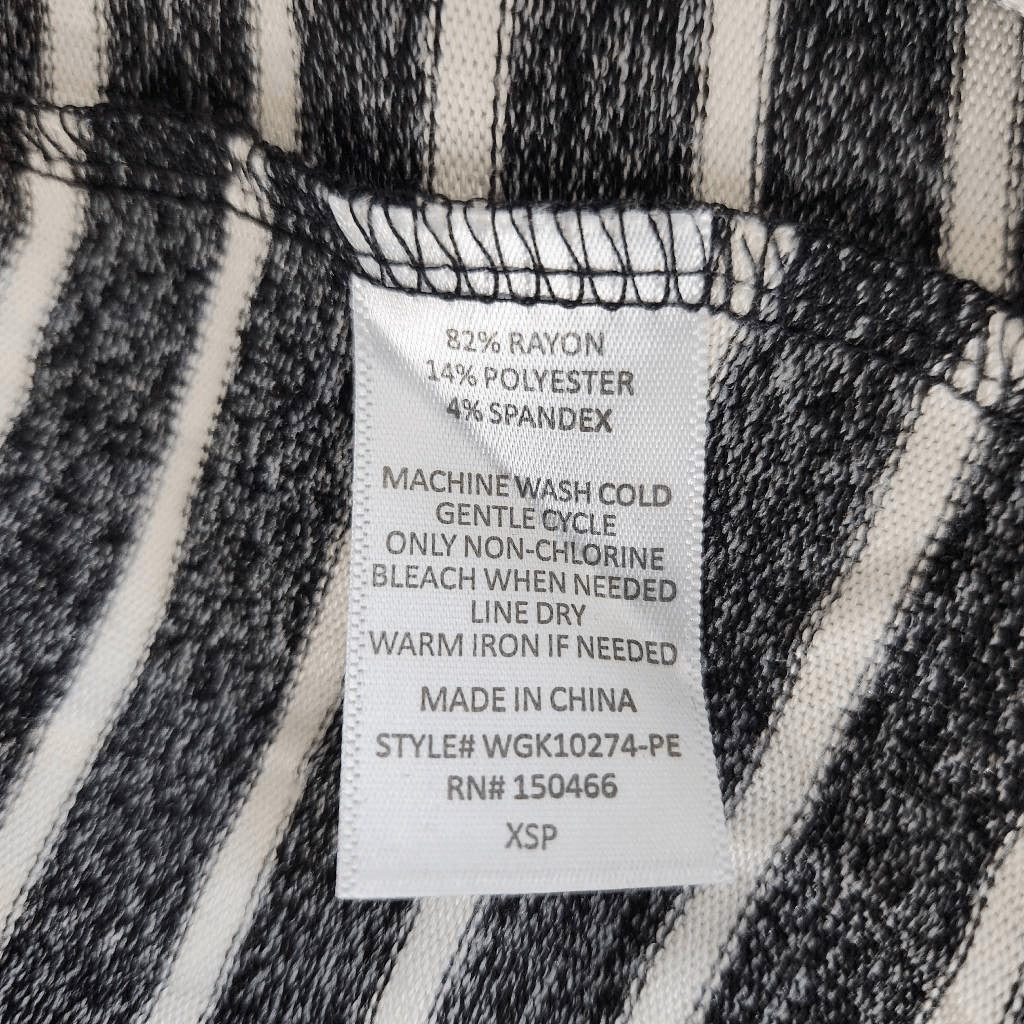 82% RAYON
14% POLYESTER
4% SPANDEX
MACHINE WASH COLD
GENTLE CYCLE
ONLY NON-CHLORINE
BLEACH WHEN NEEDED
LINE DRY
WARM IRON IF NEEDED
MADE IN CHINA
STYLE# WGK10274-PE
RN# 150466
XSP